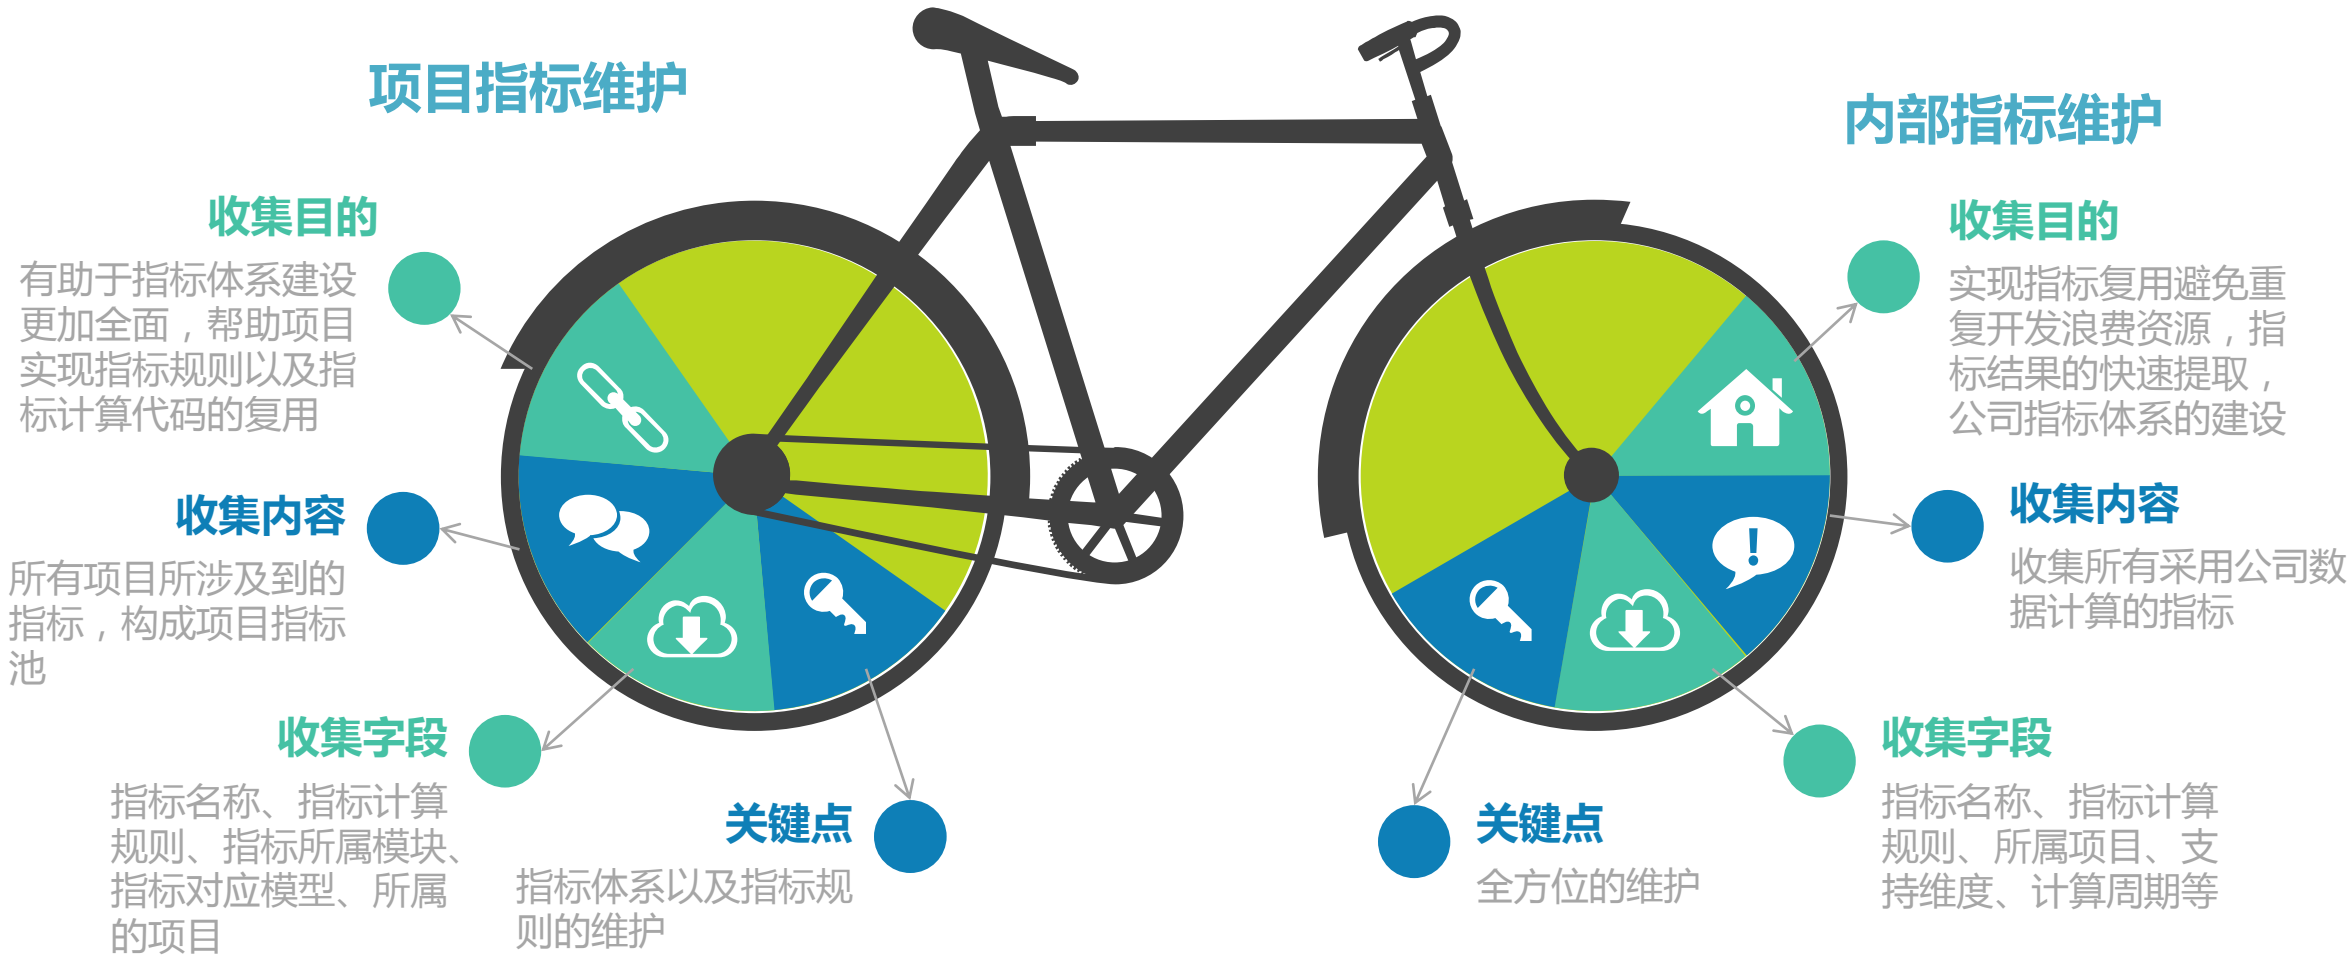 项目指标维护
收集目的
有助于指标体系建设
更加全面，帮助项目
实现指标规则以及指
标计算代码的复用
收集内容
所有项目所涉及到的
指标，构成项目指标
池
收集字段
指标名称、指标计算
规则、指标所属模块、
指标对应模型、所属
的项目
关键点
指标体系以及指标规
则的维护
内部指标维护
收集目的
实现指标复用避免重
复开发浪费资源，指
标结果的快速提取，
公司指标体系的建设
收集内容
收集所有采用公司数
据计算的指标
收集字段
指标名称、指标计算
规则、所属项目、支
持维度、计算周期等
关键点
全方位的维护